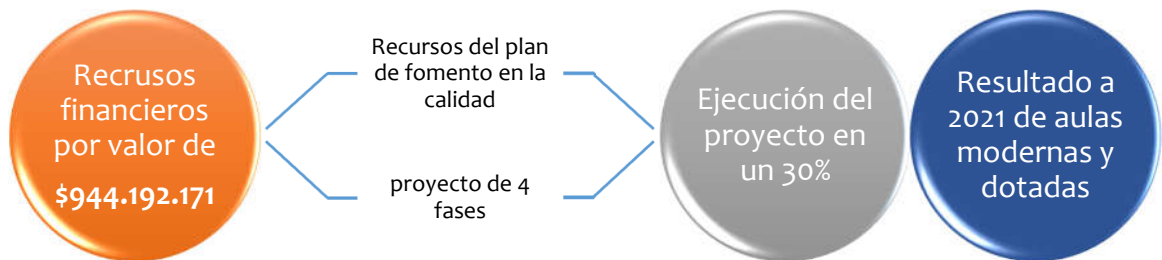 Recrusos
financieros
por valor de
$944.192.171
Recursos del plan
de fomento en la
calidad
proyecto de 4
fases
Ejecución del
proyecto en
un 30%
Resultado a
2021 de aulas
modernas y
dotadas